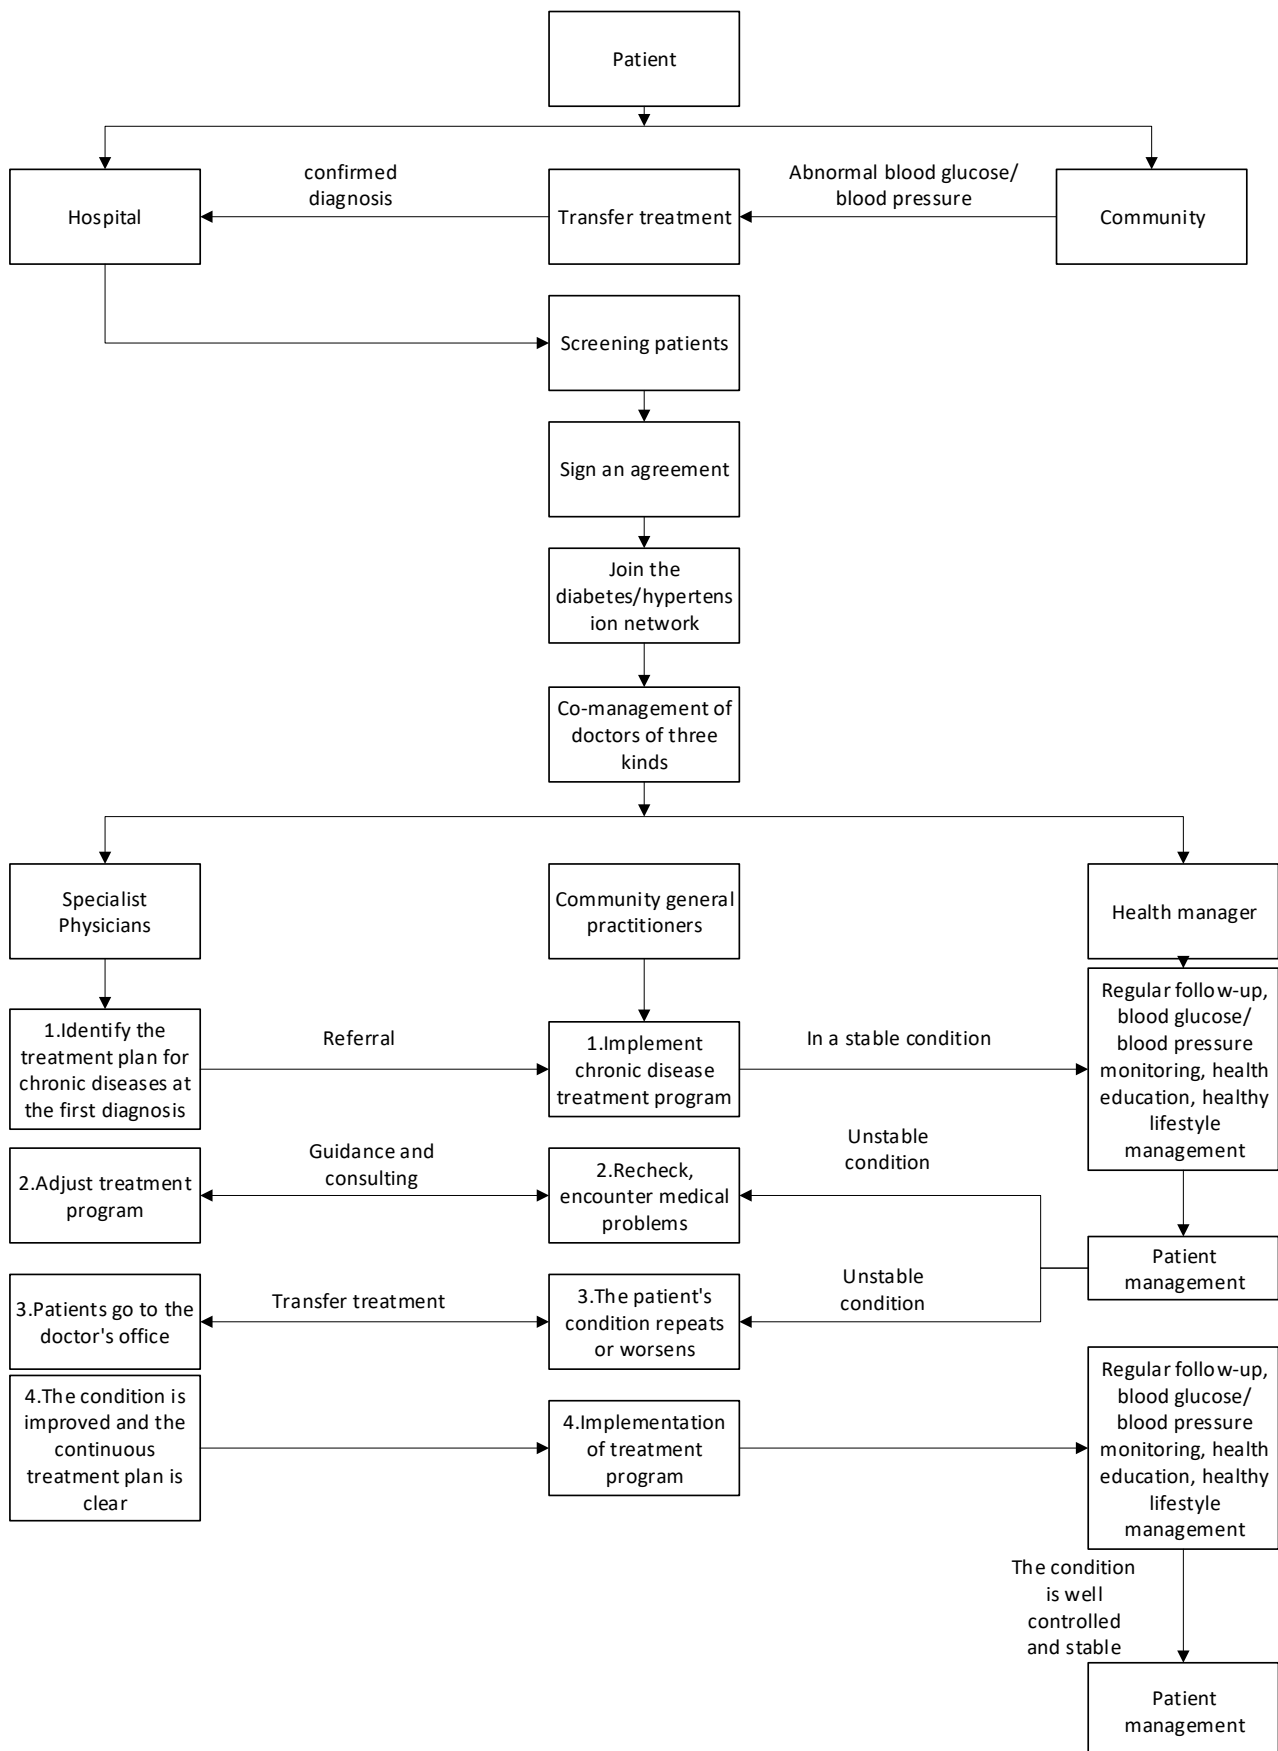 Patient
confirmed
diagnosis
Abnormal blood glucose/
blood pressure
Hospital
Transfer treatment
Community
Screening patients
Sign an agreement
Join the
diabetes/hypertens
ion network
Co-management of
doctors of three
kinds
Specialist
Physicians
Community general
practitioners
Health manager
1.Identify the
treatment plan for
chronic diseases at
the first diagnosis
Referral
1.Implement
chronic disease
treatment program
In a stable condition
Regular follow-up,
blood glucose/
blood pressure
monitoring, health
education, healthy
lifestyle
management
2.Adjust treatment
program
Guidance and
consulting
2.Recheck,
encounter medical
problems
Unstable
condition
Patient
management
3.Patients go to the
doctor's office
Transfer treatment
3.The patient's
condition repeats
or worsens
Unstable
condition
4.The condition is
improved and the
continuous
treatment plan is
clear
4.Implementation
of treatment
program
Regular follow-up,
blood glucose/
blood pressure
monitoring, health
education, healthy
lifestyle
management
The condition
is well
controlled
and stable
Patient
management